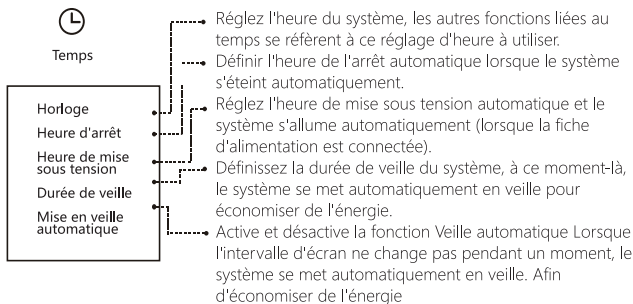 Temps
Horloge
Heure d'arrêt
Heure de mise
sous tension
Durée de veille
Mise en veille
automatique
Réglez l'heure du système, les autres fonctions liées au
temps se réfèrent à ce réglage d'heure à utiliser.
Définir l'heure de l'arrêt automatique lorsque le système
s'éteint automatiquement.
Réglez l'heure de mise sous tension automatique et le
système s'allume automatiquement (lorsque la fiche
d'alimentation est connectée).
Définissez la durée de veille du système, à ce moment-là,
le système se met automatiquement en veille pour
économiser de l'énergie.
Active et désactive la fonction Veille automatique Lorsque
l'intervalle d'écran ne change pas pendant un moment, le
système se met automatiquement en veille. Afin
d'économiser de l'énergie